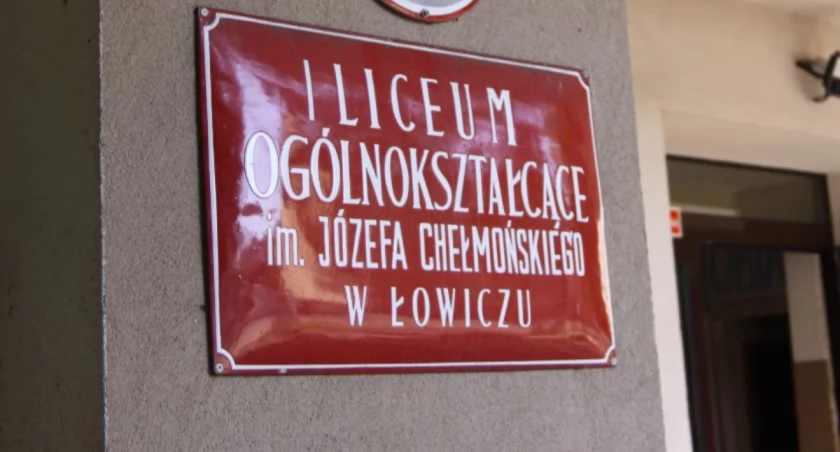 I LICEUM
OGÓLNOKSZTAŁCĄCE
im. JÓZEFA CHEŁMOŃSKIEGO
W ŁOWICZU